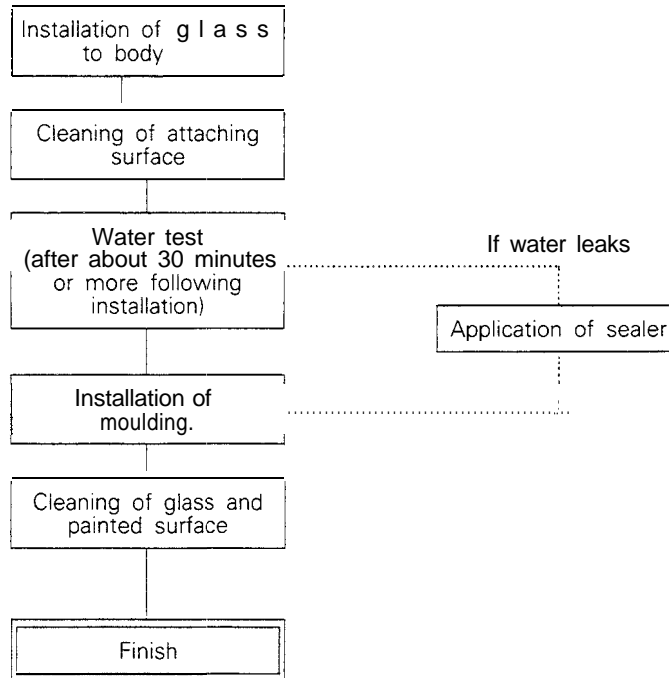 Installation of glass
to body
Cleaning of attaching
surface
Water test
(after about 30 minutes
or more following
installation)
If water leaks
Application of sealer
Installation of
moulding.
Cleaning of glass and
painted surface
Finish